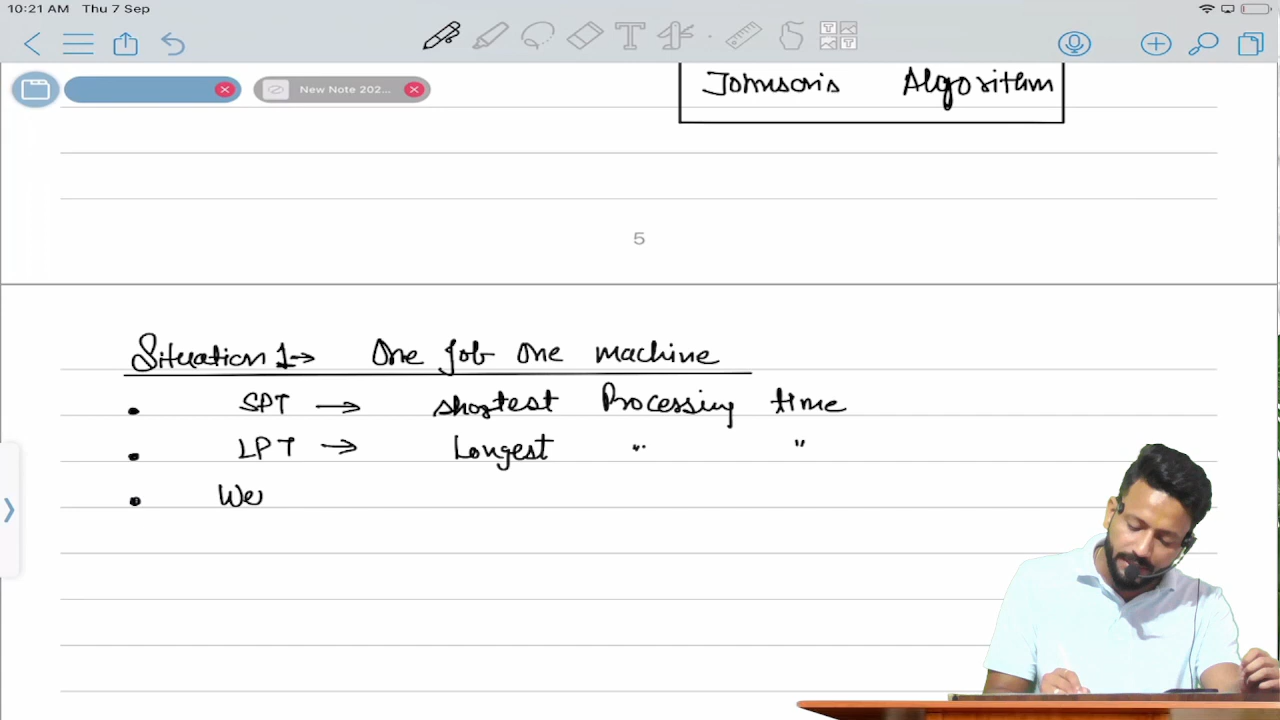 10:21 AM Thu 7 Sep
New Note 202...
Johnson's Algorithm
5
Situation 1→ One job One machine
• SPT → shortest Processing time
• LPT → Longest " "
• We